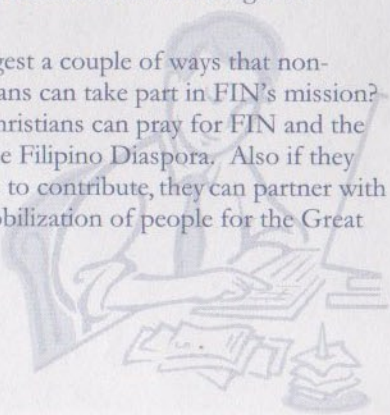 gest a couple of ways that non-
ans can take part in FIN's mission?
hristians can pray for FIN and the
e Filipino Diaspora. Also if they
to contribute, they can partner with
obilization of people for the Great